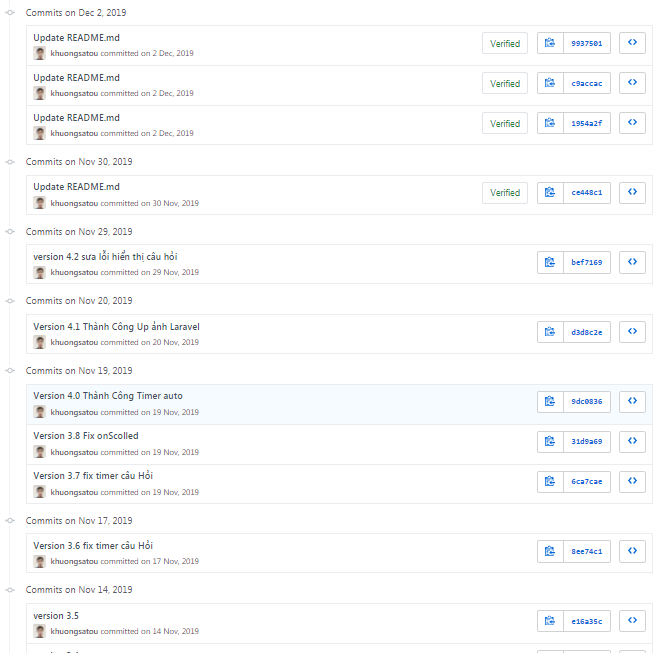 Commits on Dec 2, 2019
Update README.md
khuongsatou committed on 2 Dec, 2019
Verified
9937501
Update README.md
khuongsatou committed on 2 Dec, 2019
Verified
c9accac
Update README.md
khuongsatou committed on 2 Dec, 2019
Verified
1954a2f
Commits on Nov 30, 2019
Update README.md
khuongsatou committed on 30 Nov, 2019
Verified
ce448c1
Commits on Nov 29, 2019
version 4.2 sưa lỗi hiển thị câu hỏi
khuongsatou committed on 29 Nov, 2019
bef7169
Commits on Nov 20, 2019
Version 4.1 Thành Công Up ảnh Laravel
khuongsatou committed on 20 Nov, 2019
d3d8c2e
Commits on Nov 19, 2019
Version 4.0 Thành Công Timer auto
khuongsatou committed on 19 Nov, 2019
9dc0836
Version 3.8 Fix onScolled
khuongsatou committed on 19 Nov, 2019
31d9a69
Version 3.7 fix timer câu Hỏi
khuongsatou committed on 19 Nov, 2019
6ca7cae
Commits on Nov 17, 2019
Version 3.6 fix timer câu Hỏi
khuongsatou committed on 17 Nov, 2019
8ee74c1
Commits on Nov 14, 2019
version 3.5
khuongsatou committed on 14 Nov, 2019
e16a35c